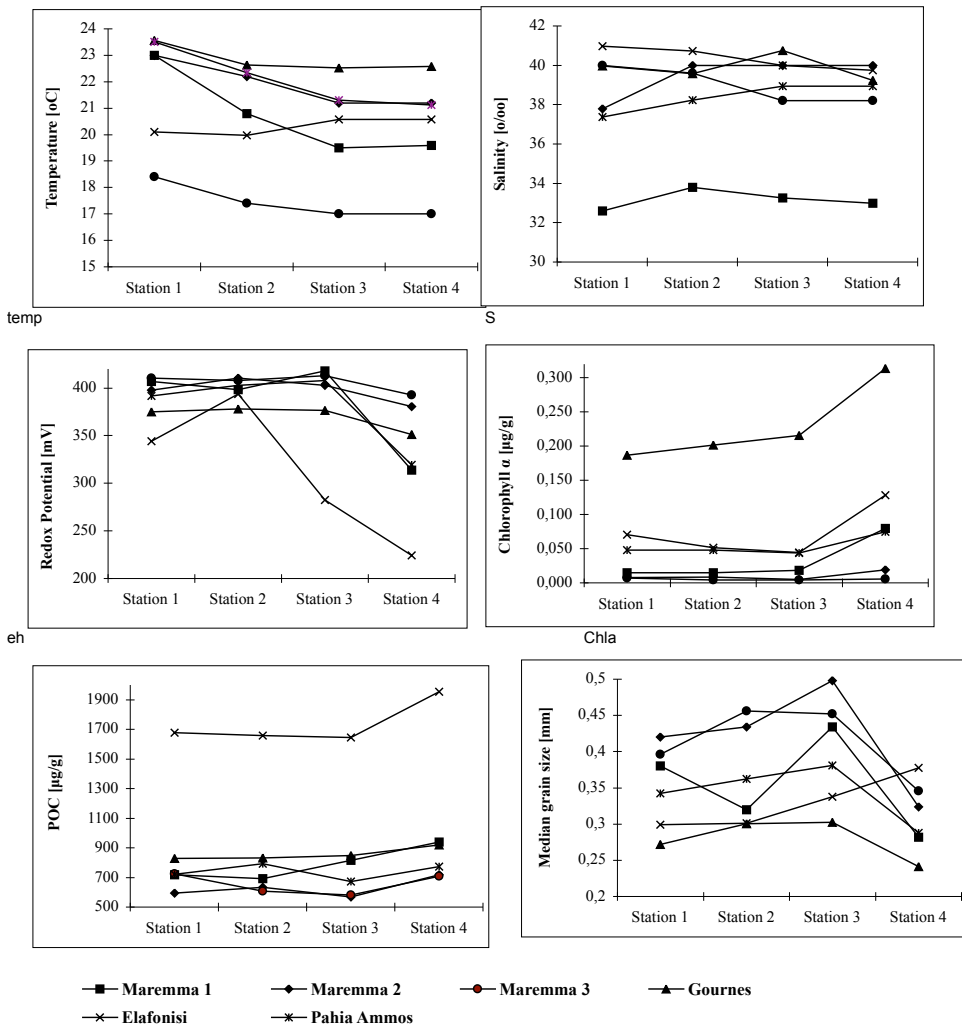 Temperature [oC]
24
23
22
21
20
19
18
17
16
15
Station 1 Station 2 Station 3 Station 4
temp
Salinity [o/oo]
42
40
38
36
34
32
30
Station 1 Station 2 Station 3 Station 4
S
Redox Potential [mV]
400
350
300
250
200
Station 1 Station 2 Station 3 Station 4
eh
Chlorophyll α [µg/g]
0,300
0,250
0,200
0,150
0,100
0,050
0,000
Station 1 Station 2 Station 3 Station 4
Chla
POC [µg/g]
1900
1700
1500
1300
1100
900
700
500
Station 1 Station 2 Station 3 Station 4
Median grain size [mm]
0,5
0,45
0,4
0,35
0,3
0,25
0,2
Station 1 Station 2 Station 3 Station 4
Maremma 1 Maremma 2 Maremma 3 Gournes
Elafonisi Pahia Ammos